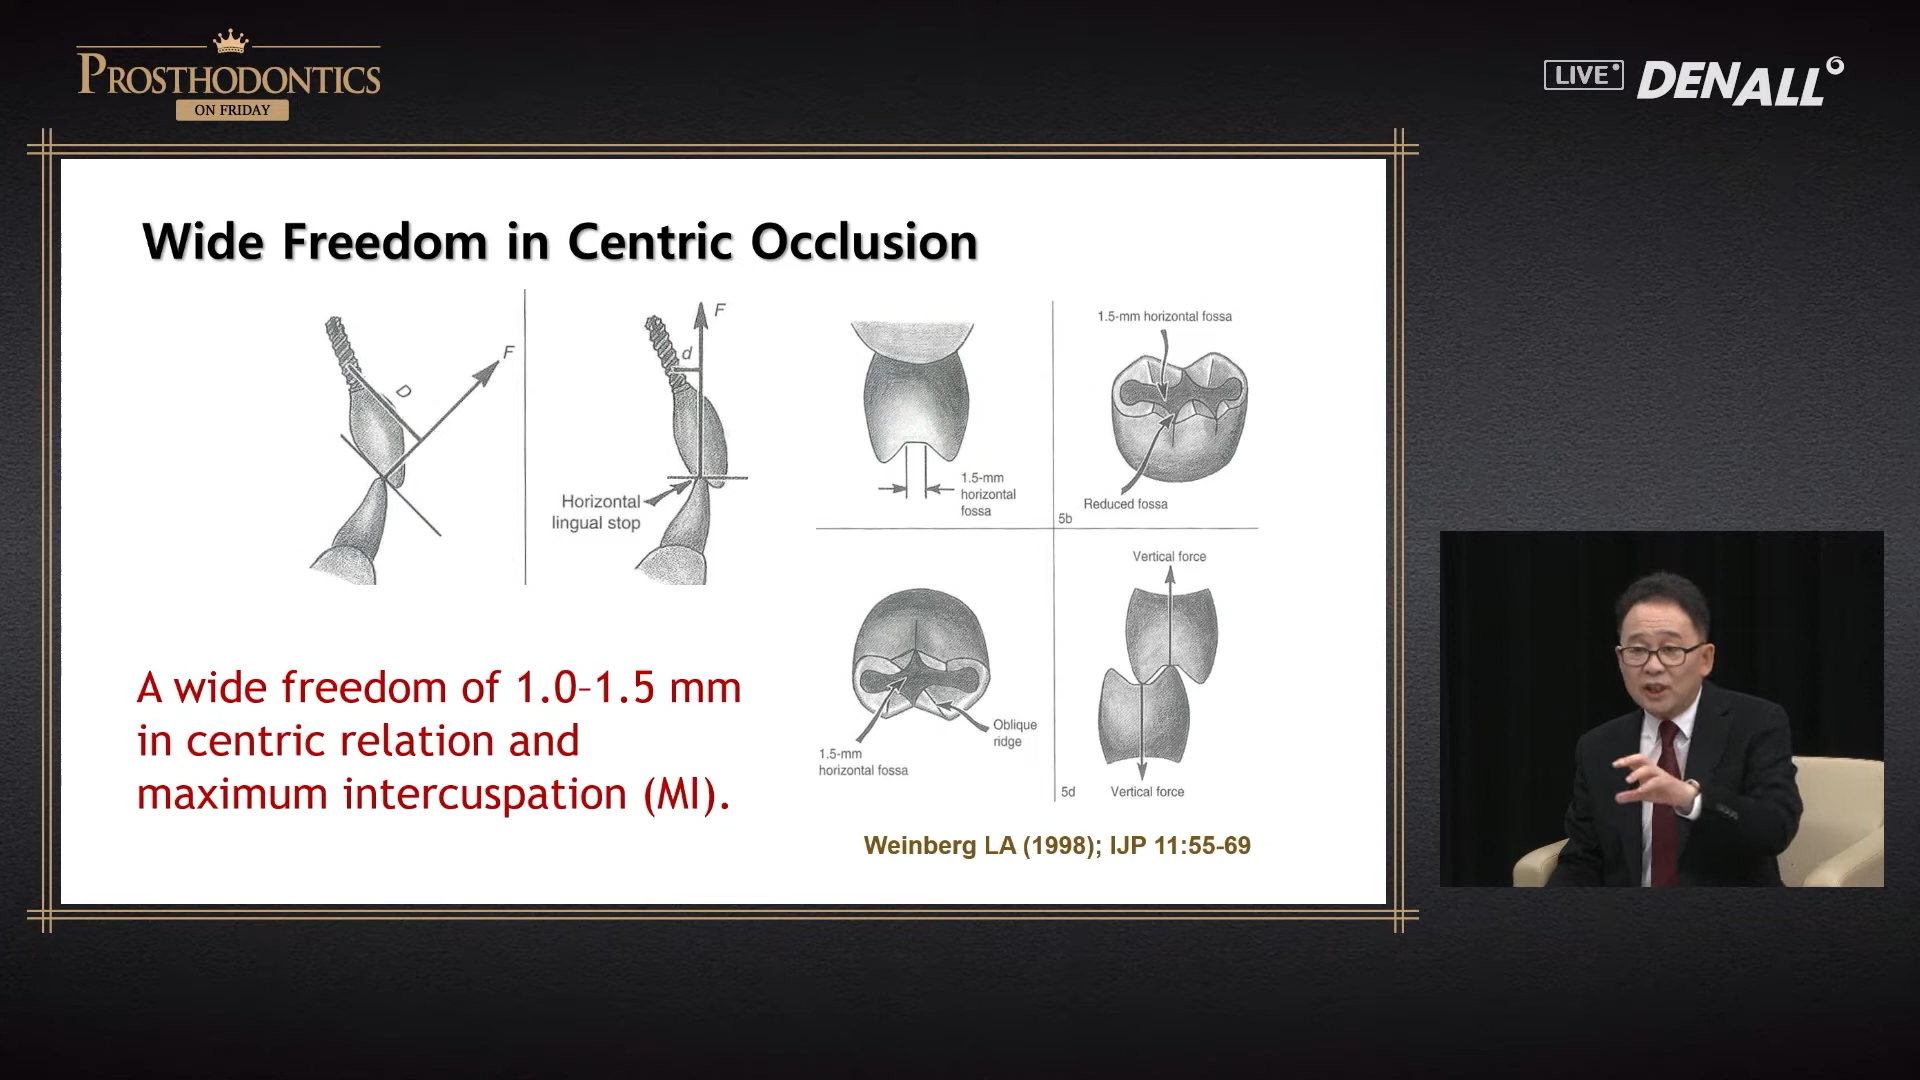 PROSTHODONTICS
ON FRIDAY
LIVE
DENALL
Wide Freedom in Centric Occlusion
F
D
F
d
Horizontal
lingual stop
1.5-mm
horizontal
fossa
1.5-mm horizontal fossa
Reduced fossa
5b
1.5-mm
horizontal fossa
Oblique
ridge
Vertical force
5d
Vertical force
A wide freedom of 1.0–1.5 mm
in centric relation and
maximum intercuspation (MI).
Weinberg LA (1998); IJP 11:55-69